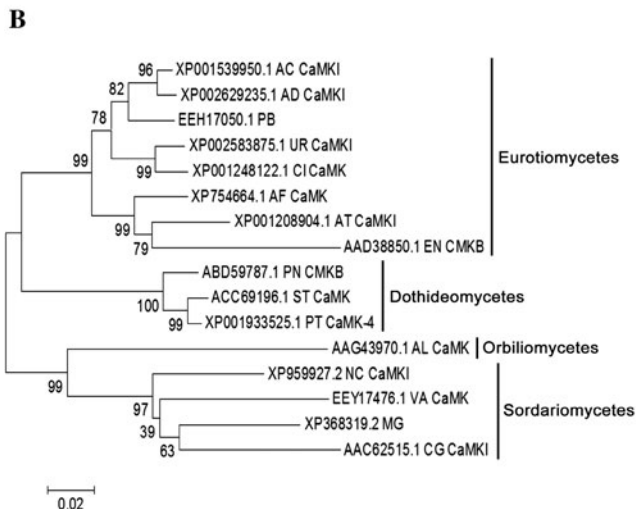 B
96 XP001539950.1 AC CaMKI
82 XP002629235.1 AD CaMKI
78 EEH17050.1 PB
XP002583875.1 UR CaMKI
99 99 XP001248122.1 CI CaMK
Eurotiomycetes
XP754664.1 AF CaMK
99 XP001208904.1 AT CaMKI
79 AAD38850.1 EN CMKB
ABD59787.1 PN CMKB
100 ACC69196.1 ST CaMK
Dothideomycetes
99 XP001933525.1 PT CaMK-4
AAG43970.1 AL CaMK
Orbiliomycetes
99 XP959927.2 NC CaMKI
97 EEY17476.1 VA CaMK
Sordariomycetes
39 XP368319.2 MG
63 AAC62515.1 CG CaMKI
0.02